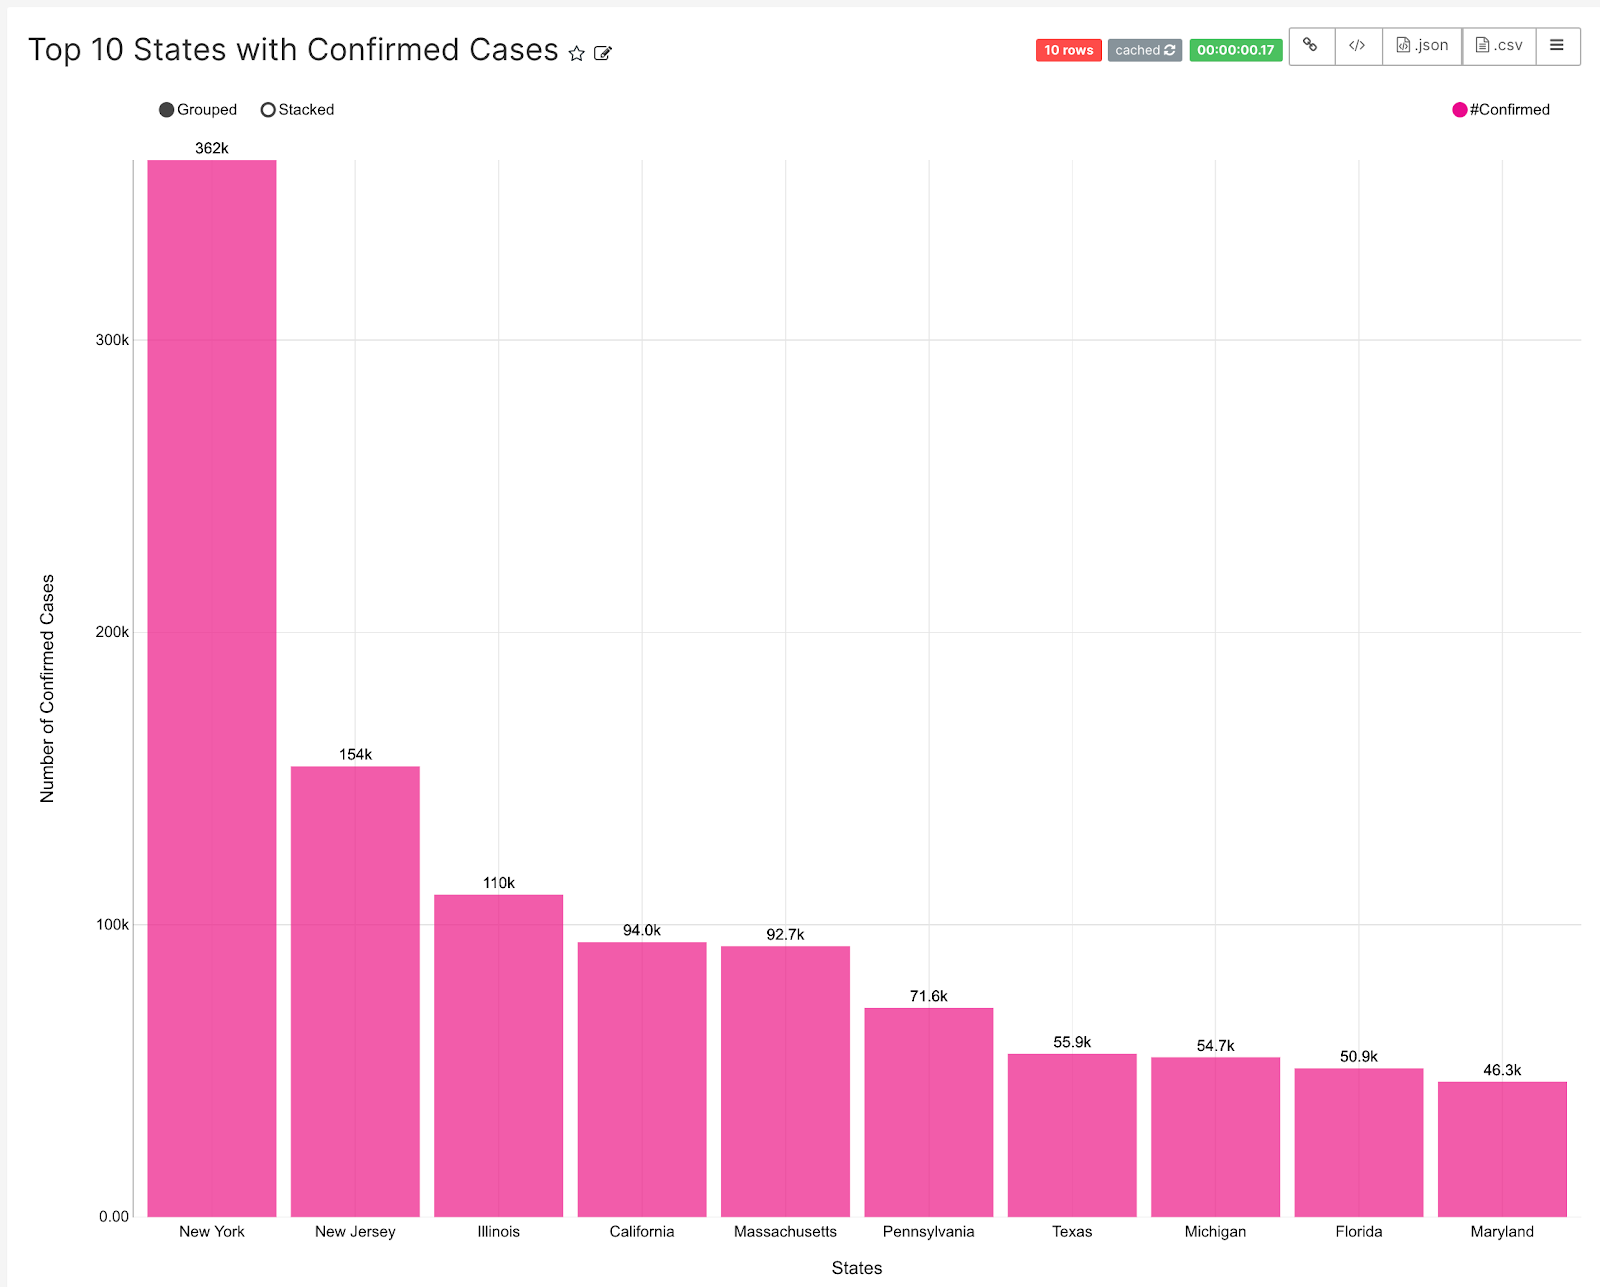 Top 10 States with Confirmed Cases
10 rows
cached
00:00:00.17
.json
.csv
Grouped
Stacked
#Confirmed
Number of Confirmed Cases
300k
200k
100k
0.00
362k
154k
110k
94.0k
92.7k
71.6k
55.9k
54.7k
50.9k
46.3k
New York
New Jersey
Illinois
California
Massachusetts
Pennsylvania
Texas
Michigan
Florida
Maryland
States